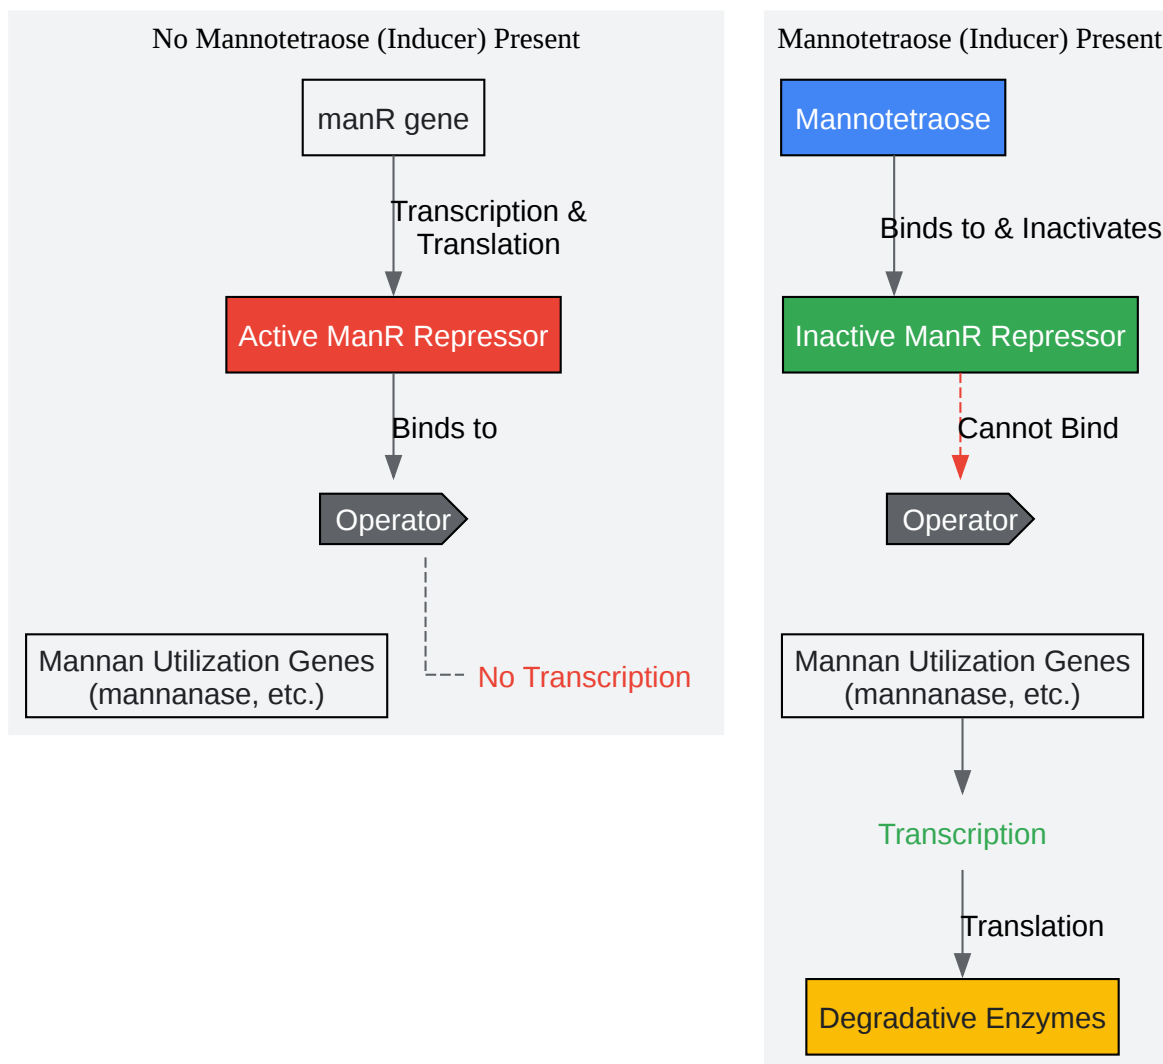 No Mannotetraose (Inducer) Present
manR gene
Transcription &
Translation
Active ManR Repressor
Binds to
Operator
Mannan Utilization Genes
(mannanase, etc.)
No Transcription
Mannotetraose (Inducer) Present
Mannotetraose
Binds to & Inactivates
Inactive ManR Repressor
Cannot Bind
Operator
Mannan Utilization Genes
(mannanase, etc.)
Transcription
Translation
Degradative Enzymes